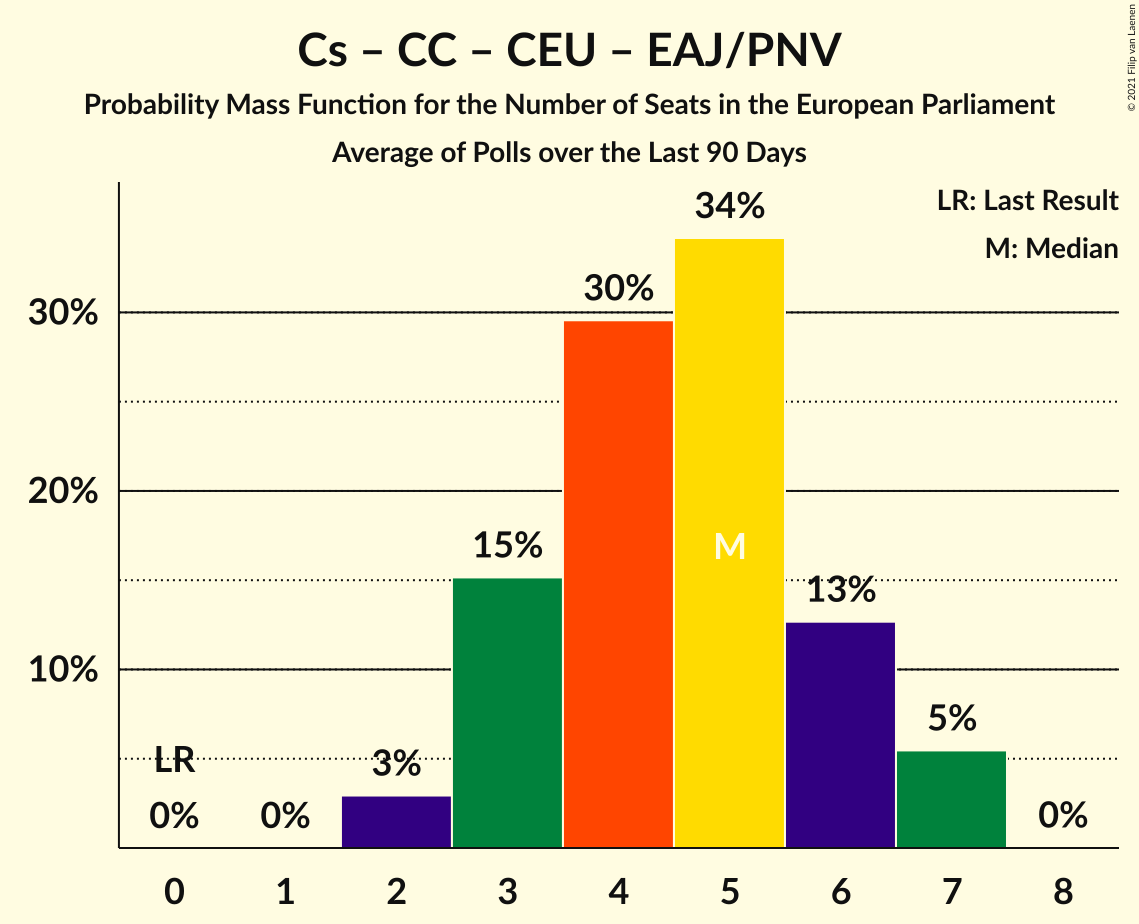 Cs – CC – CEU – EAJ/PNV
Probability Mass Function for the Number of Seats in the European Parliament
Average of Polls over the Last 90 Days
© 2021 Filip van Laenen
LR: Last Result
M: Median
34%
30%
30%
20%
15%
M
13%
10%
5%
LR
3%
0%
0%
0%
0 1 2 3 4 5 6 7 8